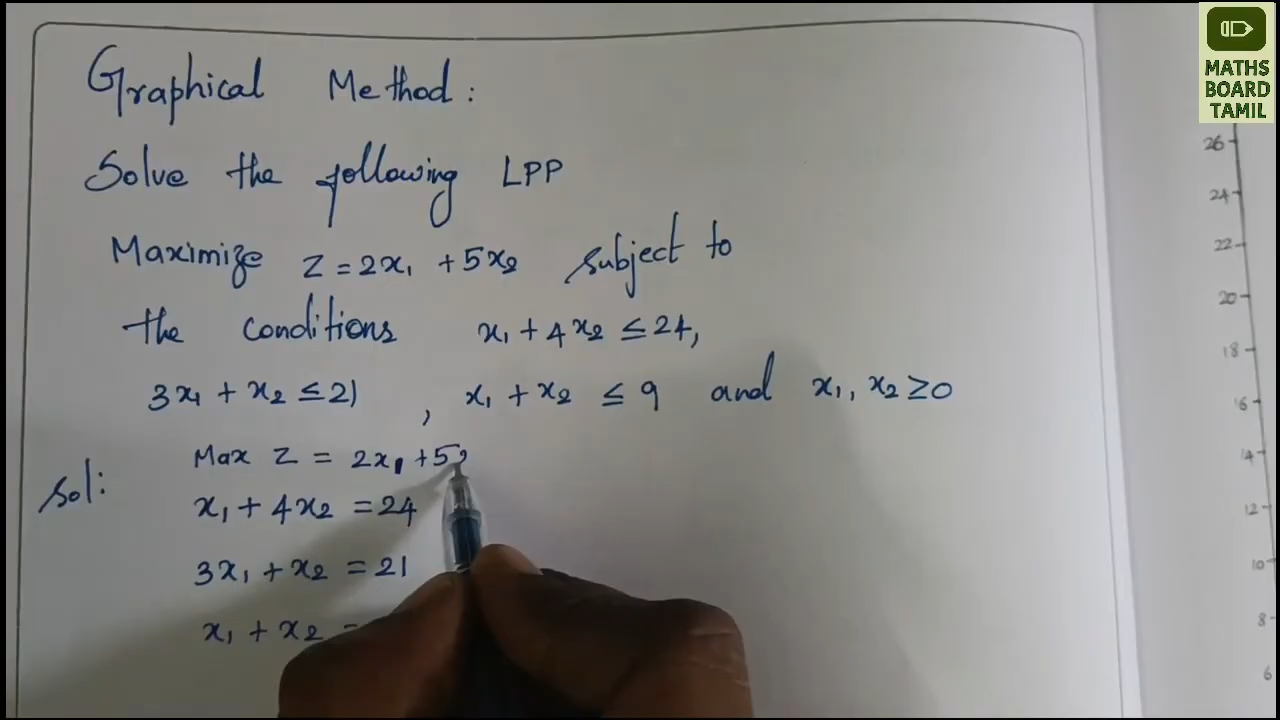 Graphical Method:
Solve the following LPP
Maximize Z = 2x₁ + 5x₂ subject to
the conditions x₁ + 4x₂ ≤ 24,
3x₁ + x₂ ≤ 21, x₁ + x₂ ≤ 9 and x₁, x₂ ≥ 0
Sol: Max Z = 2x₁ + 5
x₁ + 4x₂ = 24
3x₁ + x₂ = 21
x₁ + x₂ =
MATHS
BOARD
TAMIL
26
24
22
20
18
16
12
10
8
6